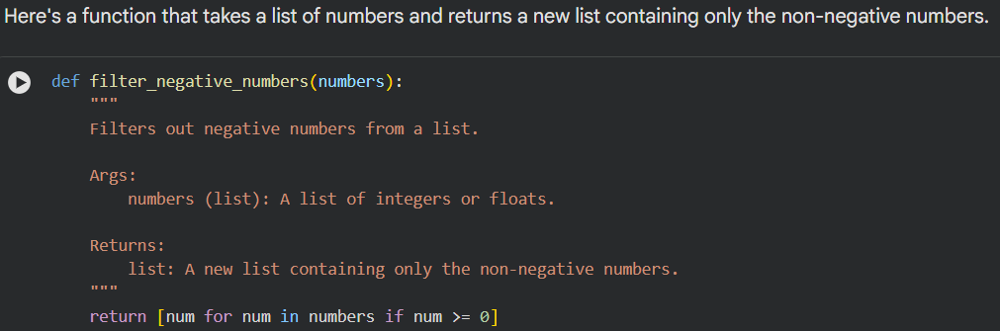 Here's a function that takes a list of numbers and returns a new list containing only the non-negative numbers.
def filter_negative_numbers(numbers):
    """
    Filters out negative numbers from a list.

    Args:
        numbers (list): A list of integers or floats.

    Returns:
        list: A new list containing only the non-negative numbers.
    """
    return [num for num in numbers if num >= 0]